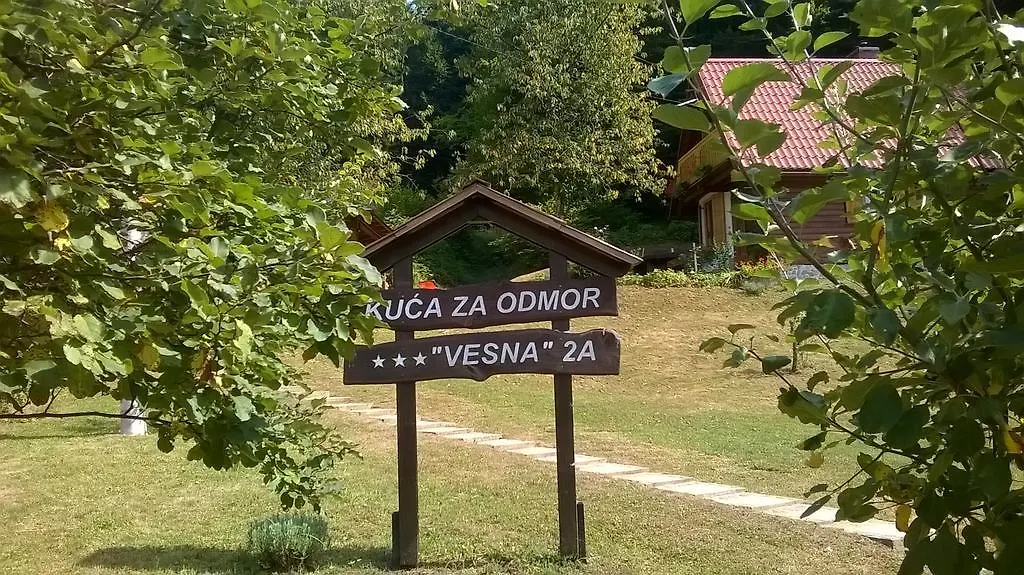 KUĆA ZA ODMOR
★★★"VESNA" 2A